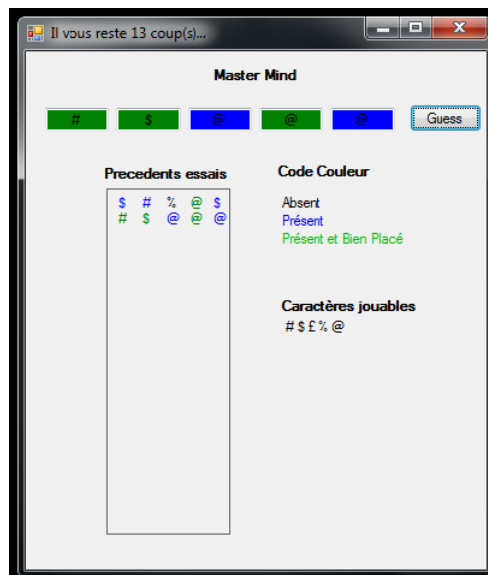 Il vous reste 13 coup(s)...
Master Mind
# $ @ @ @ Guess
Precedents essais
$ # % @ $
# $ @ @ @
Code Couleur
Absent
Présent
Présent et Bien Placé
Caractères jouables
# $ £ % @